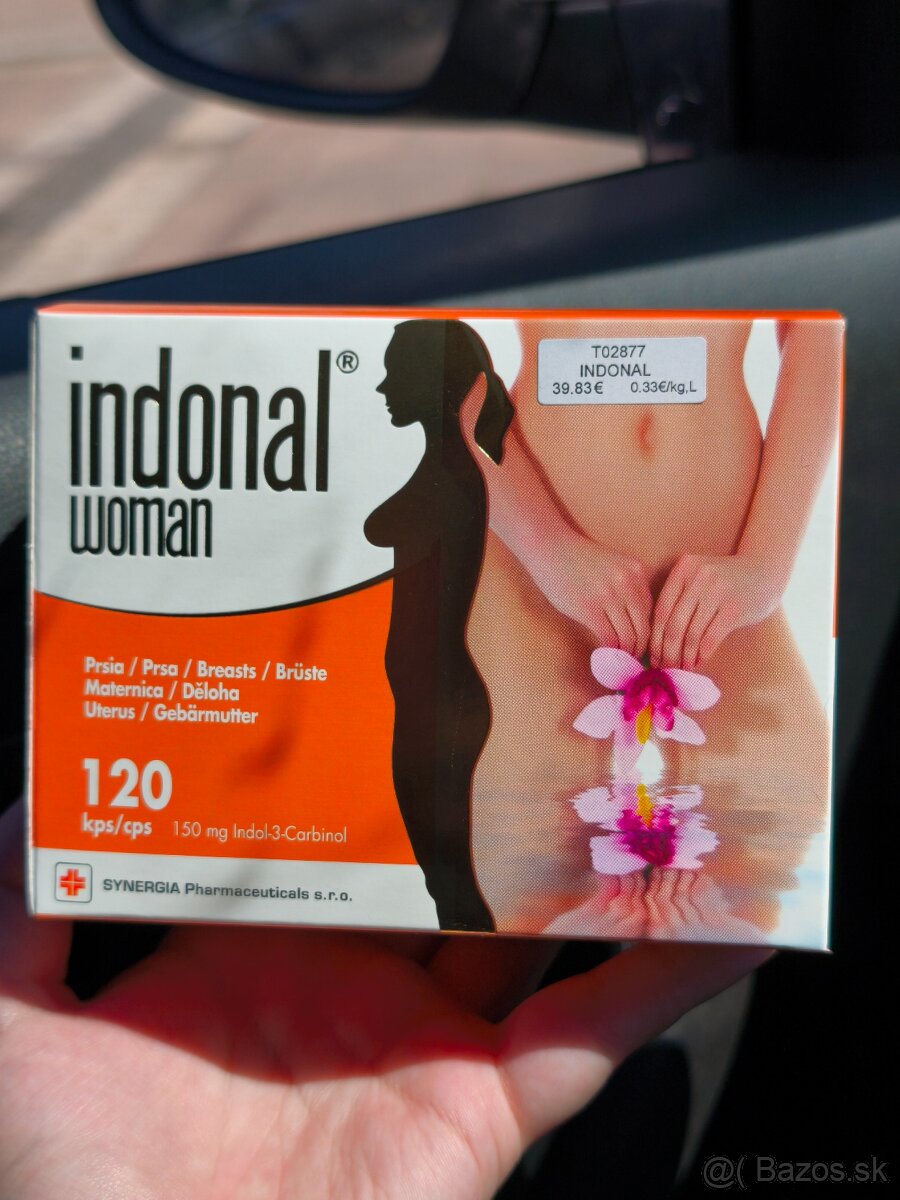 indonal®
woman
T02877
INDONAL
39.83€ 0.33€/kg,L
Prsia / Prsa / Breasts / Brüste
Maternica / Děloha
Uterus / Gebärmutter
120
kps/cps 150 mg Indol-3-Carbinol
SYNERGIA Pharmaceuticals s.r.o.
@( Bazos.sk